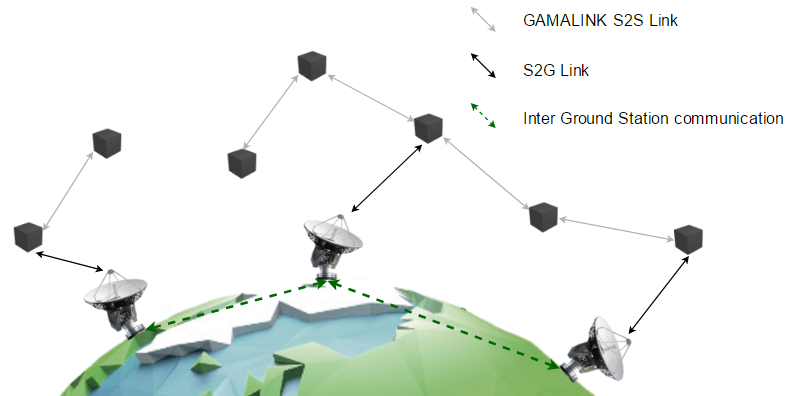 GAMALINK S2S Link
S2G Link
Inter Ground Station communication